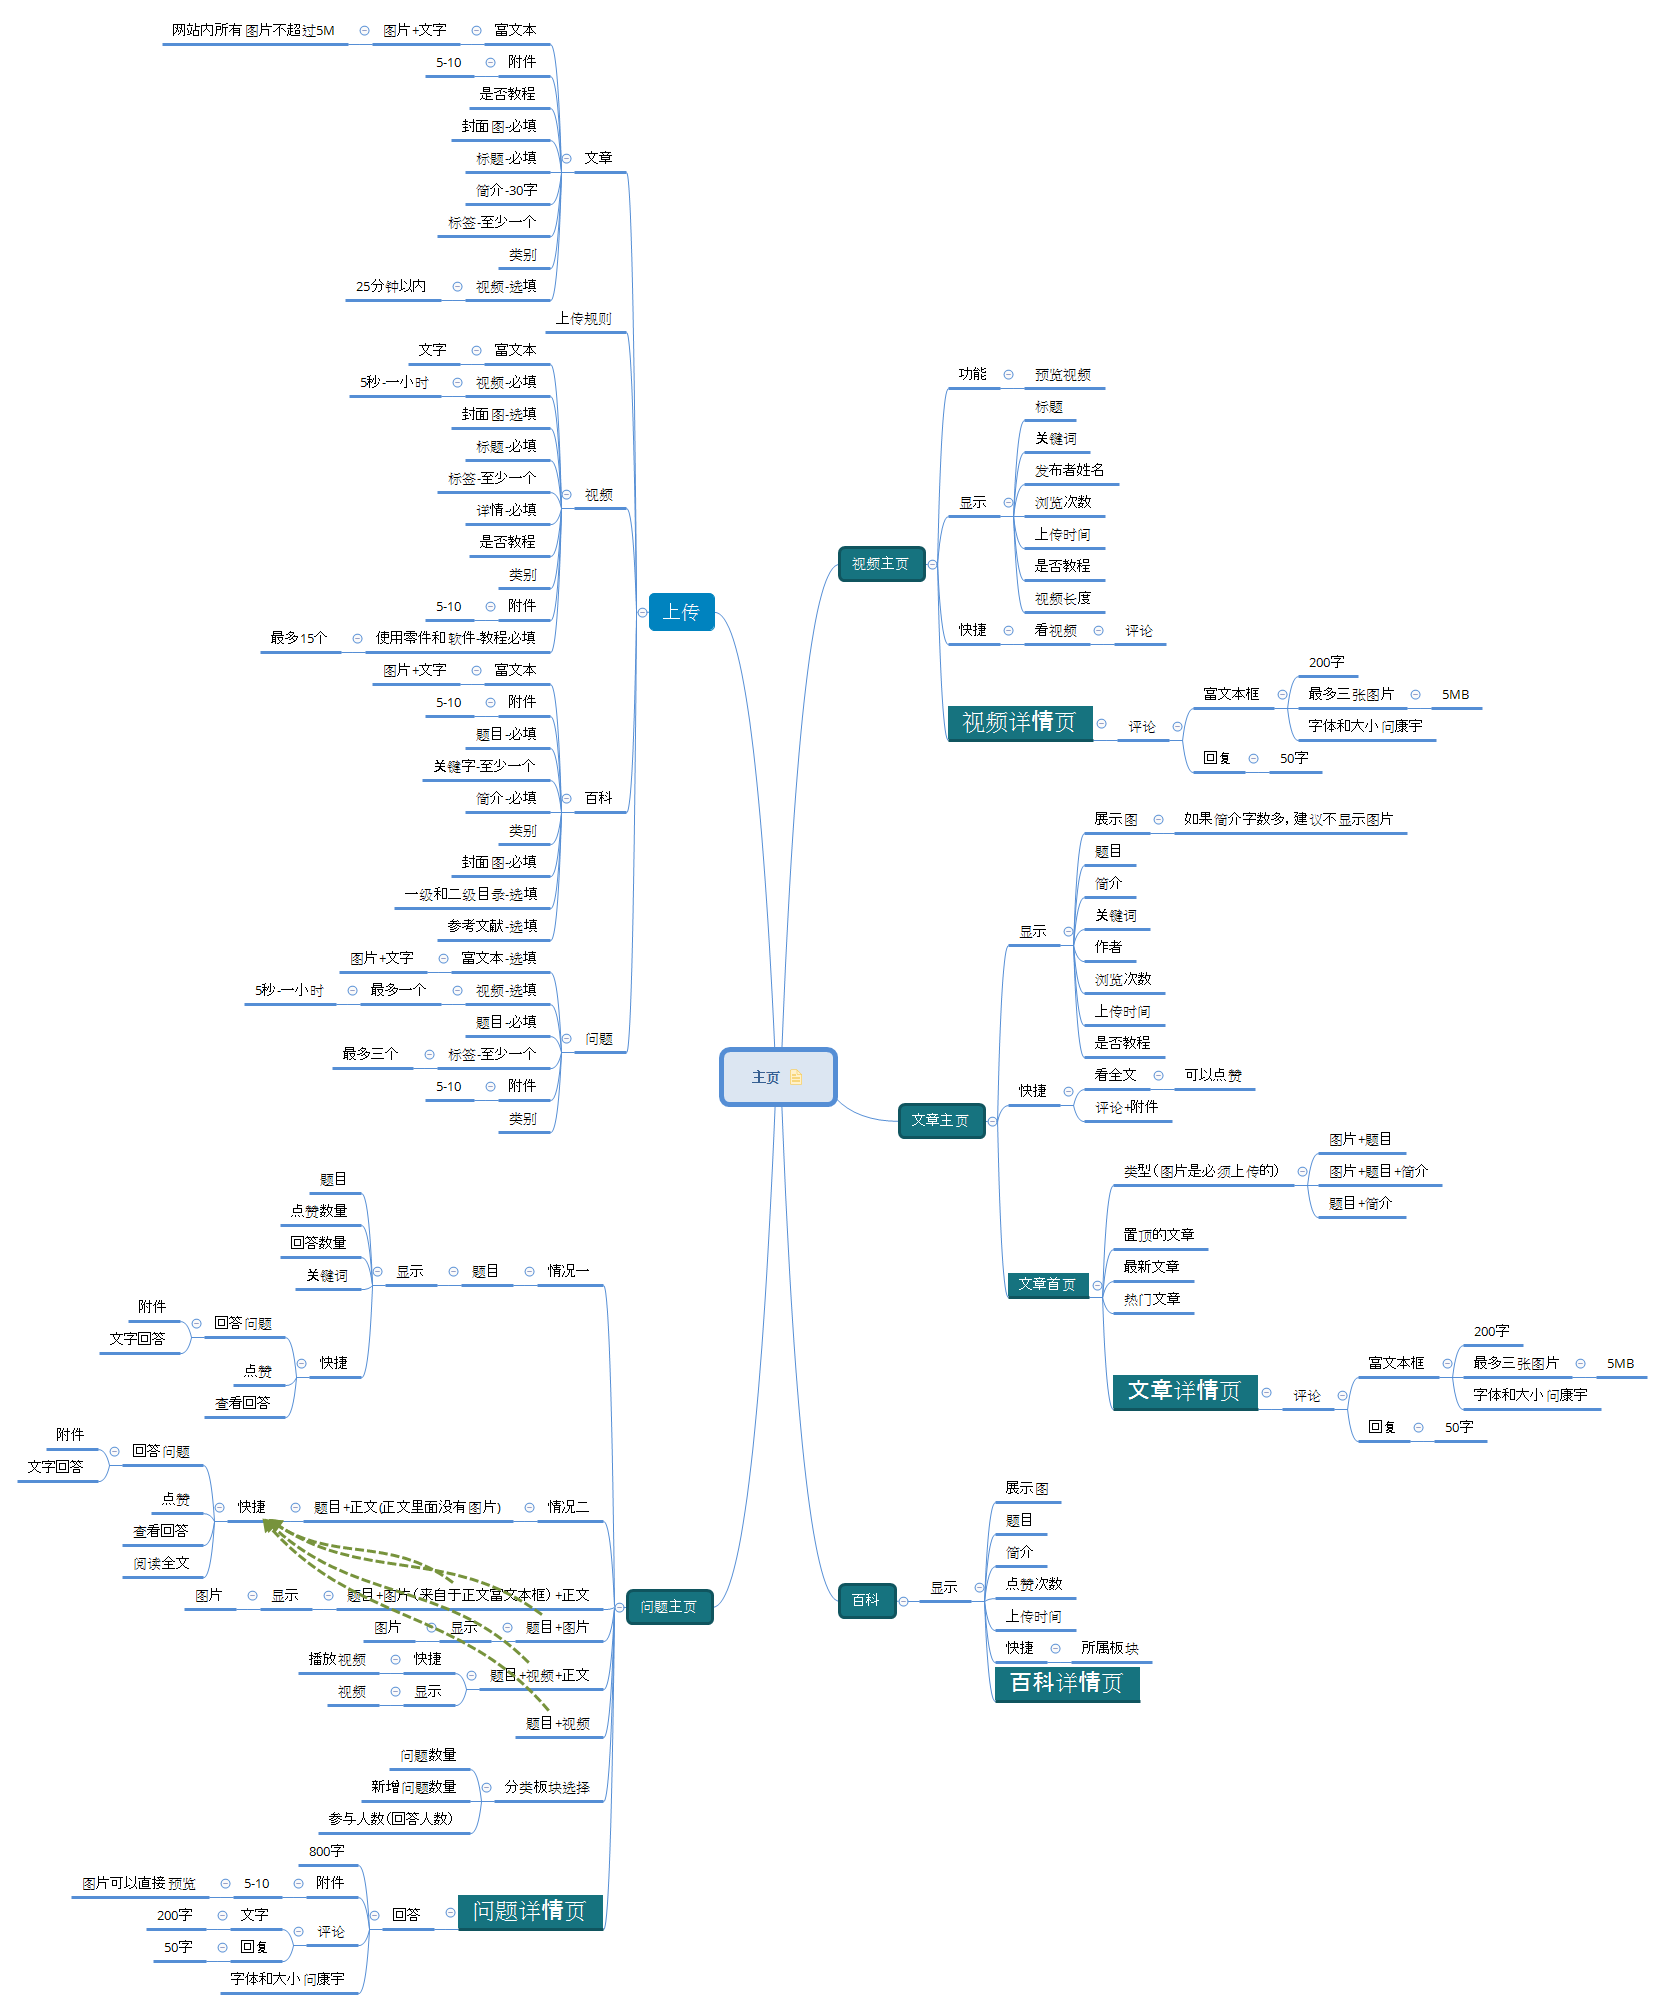 主页
视频主页
功能
预览视频
显示
标题
关键词
发布者姓名
浏览次数
上传时间
是否教程
视频长度
快捷
看视频
评论
视频详情页
评论
富文本框
200字
最多三张图片
5MB
字体和大小问康宇
回复
50字
文章主页
显示
展示图
如果简介字数多，建议不显示图片
题目
简介
关键词
作者
浏览次数
上传时间
是否教程
快捷
看全文
可以点赞
评论+附件
文章首页
类型（图片是必须上传的）
图片+题目
图片+题目+简介
题目+简介
置顶的文章
最新文章
热门文章
文章详情页
评论
富文本框
200字
最多三张图片
5MB
字体和大小问康宇
回复
50字
百科
显示
展示图
题目
简介
点赞次数
上传时间
快捷
所属板块
百科详情页
上传
文章
富文本
图片+文字
网站内所有图片不超过5M
附件
5-10
是否教程
封面图-必填
标题-必填
简介-30字
标签-至少一个
类别
视频-选填
25分钟以内
上传规则
视频
富文本
文字
视频-必填
5秒-一小时
封面图-选填
标题-必填
标签-至少一个
详情-必填
是否教程
类别
附件
5-10
使用零件和软件-教程必填
最多15个
百科
富文本
图片+文字
附件
5-10
题目-必填
关键字-至少一个
简介-必填
类别
封面图-必填
一级和二级目录-选填
参考文献-选填
问题
富文本-选填
图片+文字
视频-选填
最多一个
5秒-一小时
题目-必填
标签-至少一个
最多三个
附件
5-10
类别
问题主页
情况一
题目
显示
题目
点赞数量
回答数量
关键词
快捷
回答问题
附件
文字回答
点赞
查看回答
情况二
题目+正文(正文里面没有图片)
快捷
回答问题
附件
文字回答
点赞
查看回答
阅读全文
题目+图片（来自于正文富文本框）+正文
显示
图片
题目+图片
显示
图片
题目+视频+正文
快捷
播放视频
显示
视频
题目+视频
分类板块选择
问题数量
新增问题数量
参与人数（回答人数）
问题详情页
回答
800字
附件
5-10
图片可以直接预览
评论
文字
200字
回复
50字
字体和大小问康宇